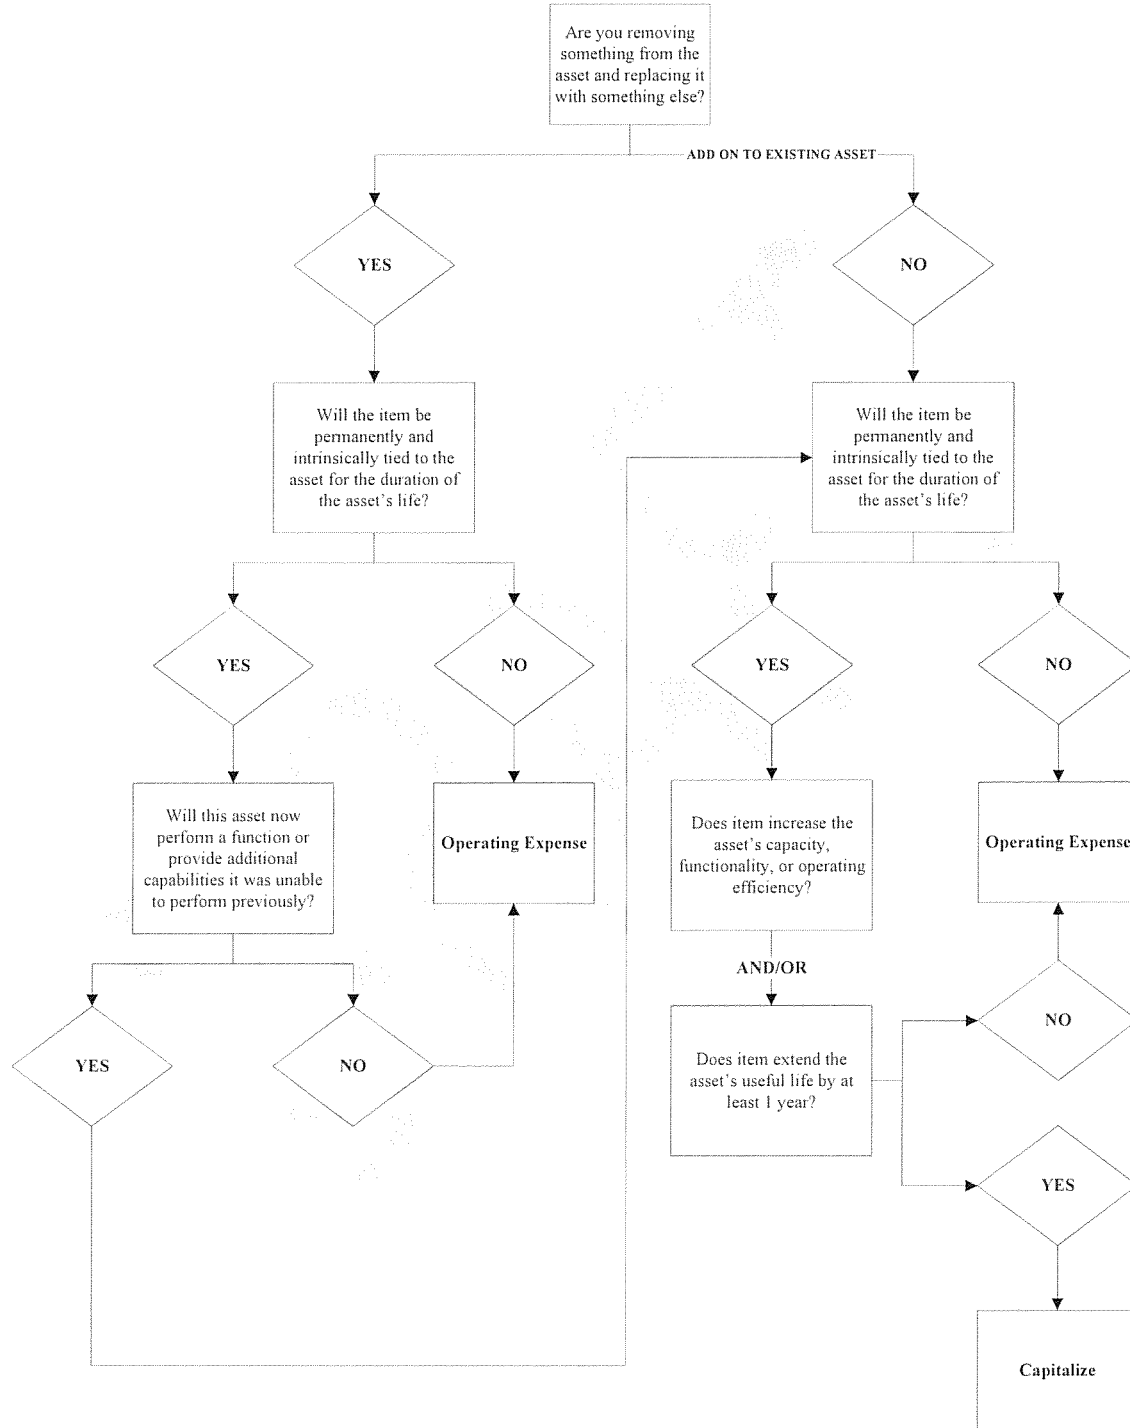 Are you removing
something from the
asset and replacing it
with something else?
ADD ON TO EXISTING ASSET
YES
NO
Will the item be
permanently and
intrinsically tied to the
asset for the duration of
the asset's life?
Will the item be
permanently and
intrinsically tied to the
asset for the duration of
the asset's life?
YES
NO
YES
NO
Will this asset now
perform a function or
provide additional
capabilities it was unable
to perform previously?
Operating Expense
Does item increase the
asset's capacity,
functionality, or operating
efficiency?
Operating Expense
AND/OR
YES
NO
Does item extend the
asset's useful life by at
least 1 year?
NO
YES
Capitalize